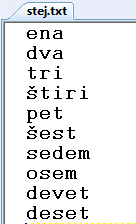 stej.txt
ena
dva
tri
štiri
pet
šest
sedem
osem
devet
deset